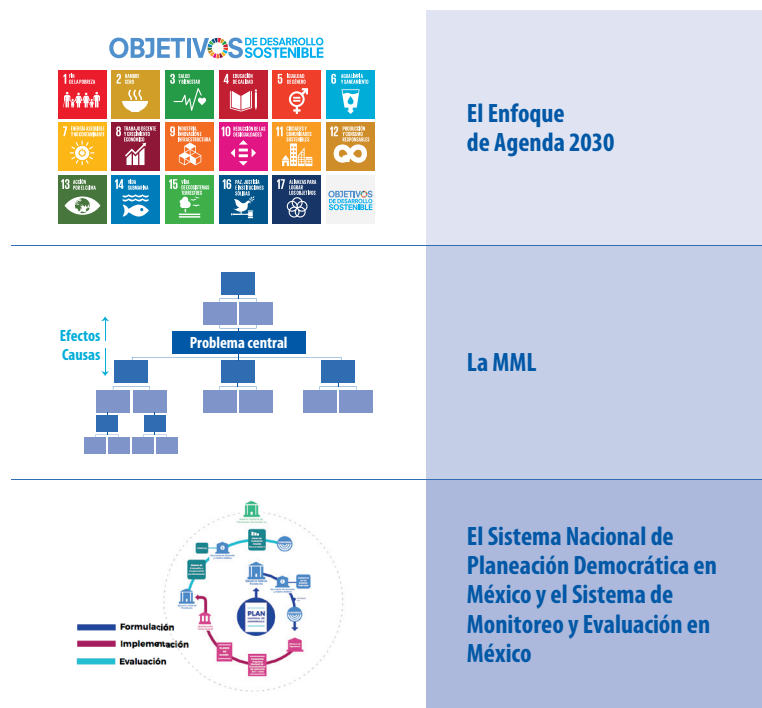 OBJETIVOS DE DESARROLLO
SOSTENIBLE
1 FIN
DE LA POBREZA
2 HAMBRE
CERO
3 SALUD
Y BIENESTAR
4 EDUCACIÓN
DE CALIDAD
5 IGUALDAD
DE GÉNERO
6 AGUA LIMPIA
Y SANEAMIENTO
7 ENERGÍA ASEQUIBLE
Y NO CONTAMINANTE
8 TRABAJO DECENTE
Y CRECIMIENTO
ECONÓMICO
9 INDUSTRIA,
INNOVACIÓN E
INFRAESTRUCTURA
10 REDUCCIÓN DE LAS
DESIGUALDADES
11 CIUDADES Y
COMUNIDADES
SOSTENIBLES
12 PRODUCCIÓN
Y CONSUMO
RESPONSABLES
13 ACCIÓN
POR EL CLIMA
14 VIDA
SUBMARINA
15 VIDA
DE ECOSISTEMAS
TERRESTRES
16 PAZ, JUSTICIA
E INSTITUCIONES
SÓLIDAS
17 ALIANZAS PARA
LOGRAR
LOS OBJETIVOS
OBJETIVOS
DE DESARROLLO
SOSTENIBLE
El Enfoque
de Agenda 2030
Efectos
Causas
Problema central
La MML
PLAN
NACIONAL DE
DESARROLLO
Formulación
Implementación
Evaluación
El Sistema Nacional de
Planeación Democrática en
México y el Sistema de
Monitoreo y Evaluación en
México